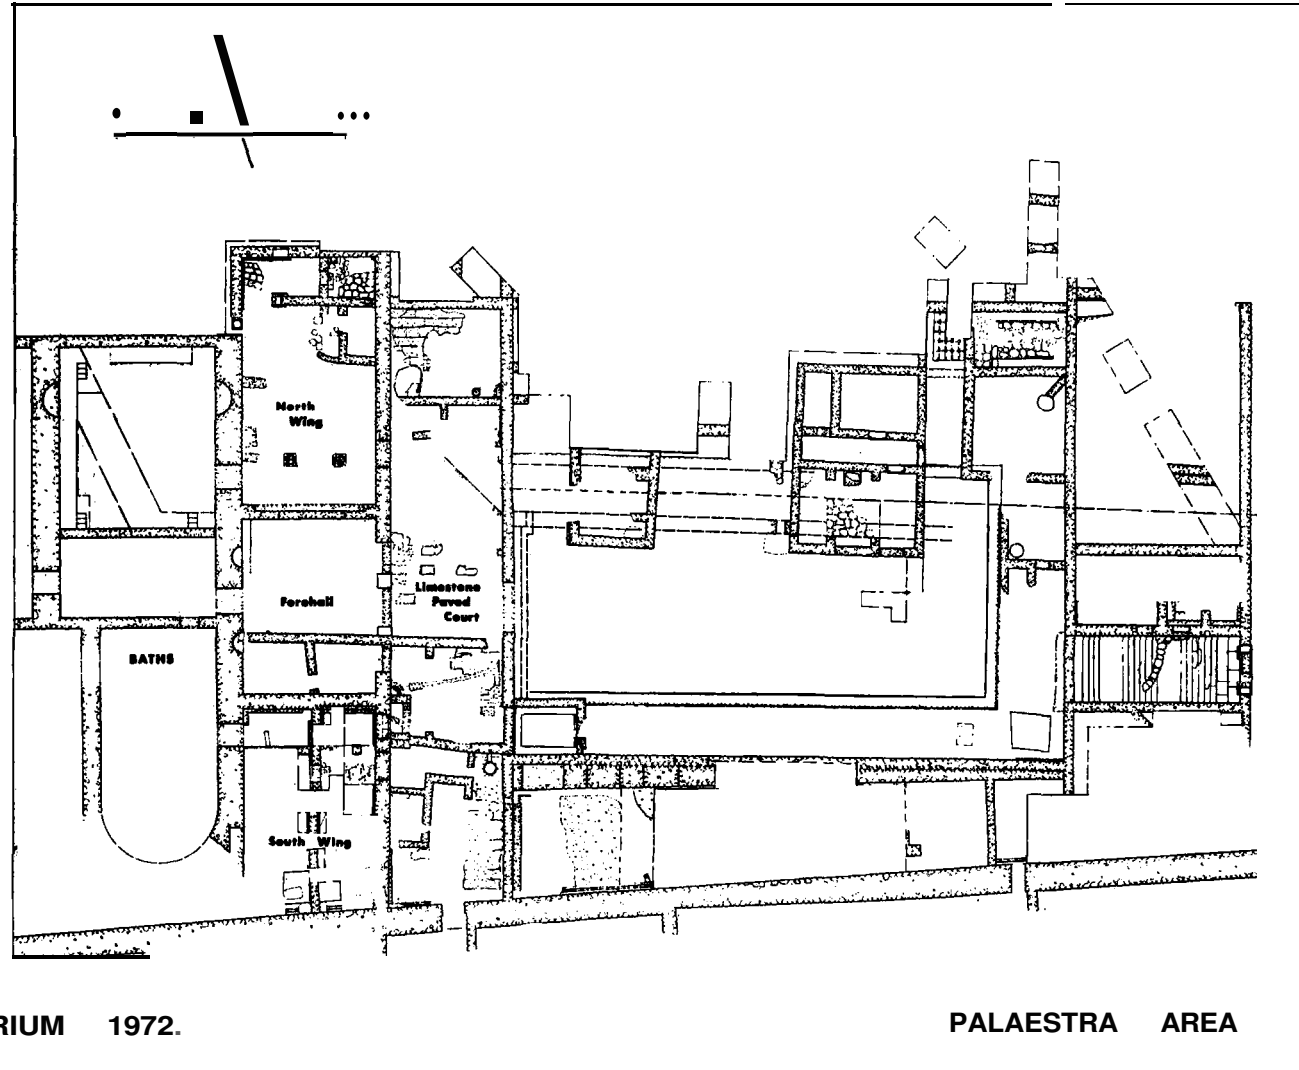 North
Wing
Forehall
Limestone
Paved
Court
BATHS
South Wing
RIUM 1972.
PALAESTRA AREA